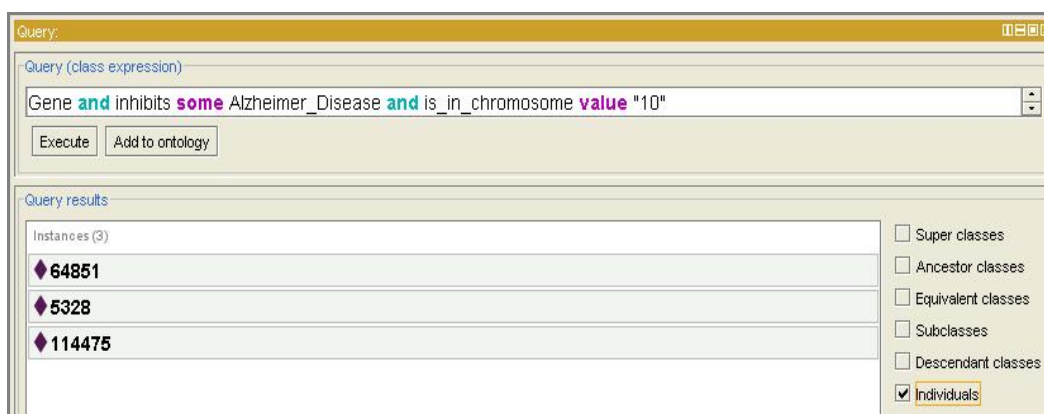 Query:
Query (class expression)
Gene and inhibits some Alzheimer_Disease and is_in_chromosome value "10"
Execute
Add to ontology
Query results
Instances (3)
64851
5328
114475
Super classes
Ancestor classes
Equivalent classes
Subclasses
Descendant classes
Individuals